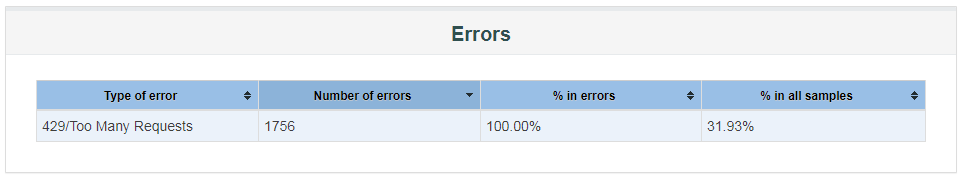 Errors
Type of error Number of errors % in errors % in all samples
429/Too Many Requests 1756 100.00% 31.93%